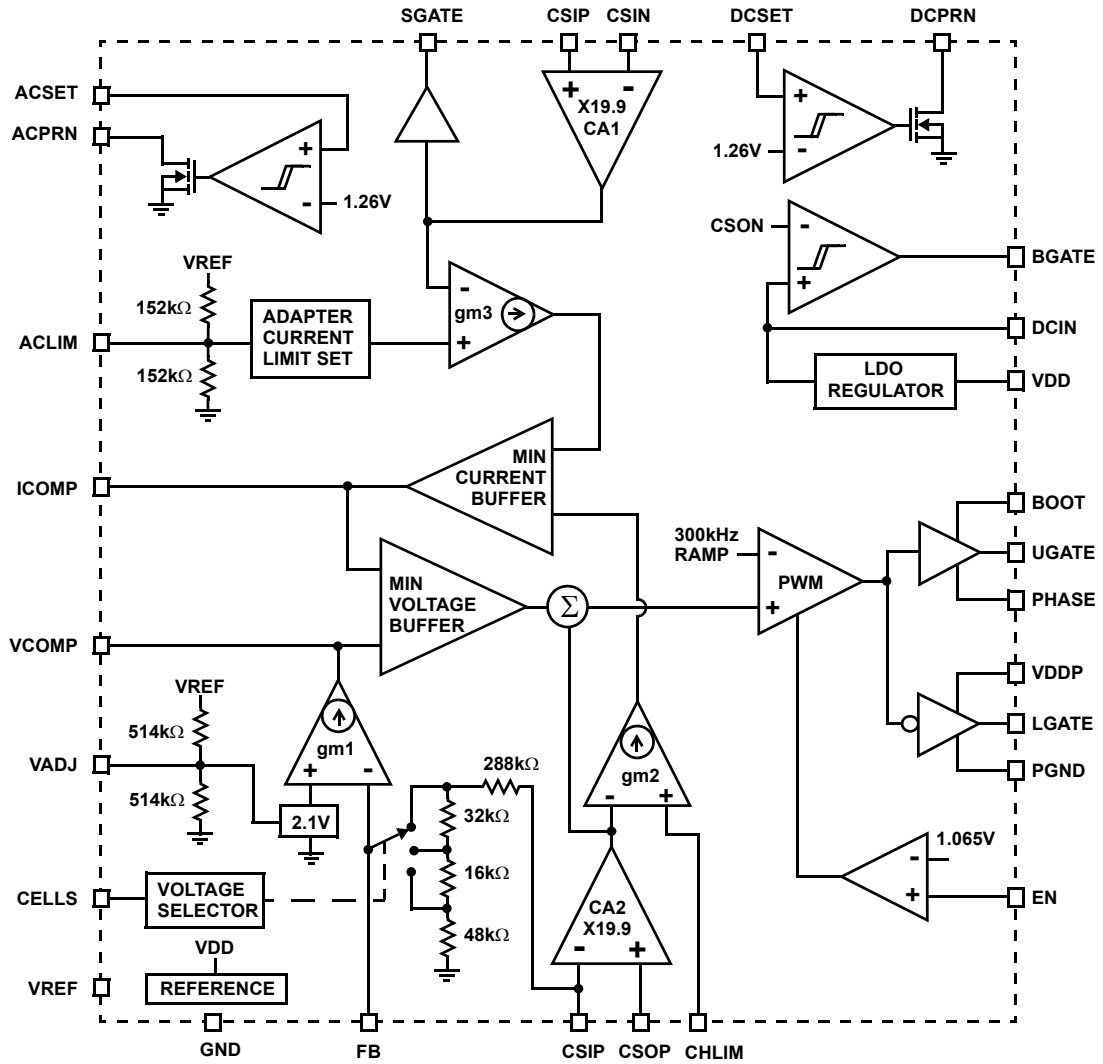 SGATE
CSIP
CSIN
DCSET
DCPRN
ACSET
ACPRN
+
-
X19.9
CA1
+
-
1.26V
+
-
1.26V
CSON
-
+
BGATE
VREF
152kΩ
152kΩ
ACLIM
ADAPTER
CURRENT
LIMIT SET
-
gm3
+
DCIN
LDO
REGULATOR
VDD
MIN
CURRENT
BUFFER
ICOMP
MIN
VOLTAGE
BUFFER
Σ
300kHz
RAMP
-
PWM
+
BOOT
UGATE
PHASE
VCOMP
VREF
514kΩ
514kΩ
VADJ
gm1
+
-
2.1V
288kΩ
32kΩ
16kΩ
48kΩ
gm2
-
+
VDDP
LGATE
PGND
1.065V
-
+
EN
CELLS
VOLTAGE
SELECTOR
CA2
X19.9
-
+
VDD
VREF
REFERENCE
GND
FB
CSIP
CSOP
CHLIM